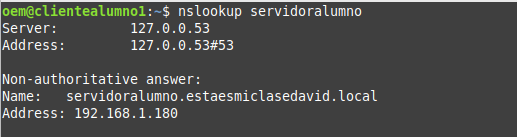 oem@clientealumno1:~$ nslookup servidoralumno
Server:         127.0.0.53
Address:        127.0.0.53#53

Non-authoritative answer:
Name:   servidoralumno.estaesmiclasedavid.local
Address: 192.168.1.180